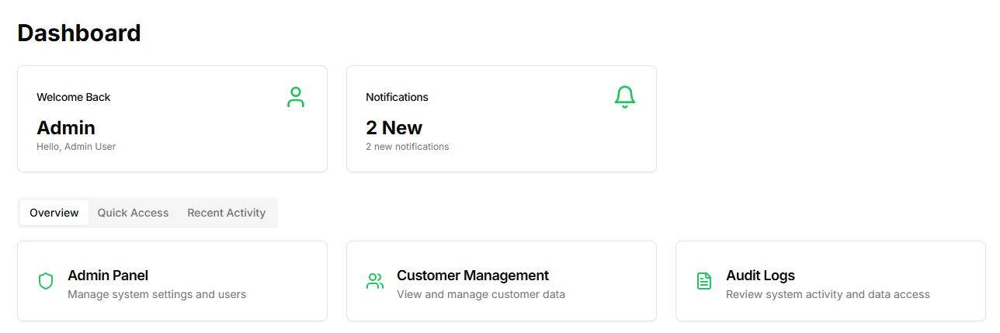 Dashboard
Welcome Back
Admin
Hello, Admin User
Notifications
2 New
2 new notifications
Overview Quick Access Recent Activity
Admin Panel
Manage system settings and users
Customer Management
View and manage customer data
Audit Logs
Review system activity and data access